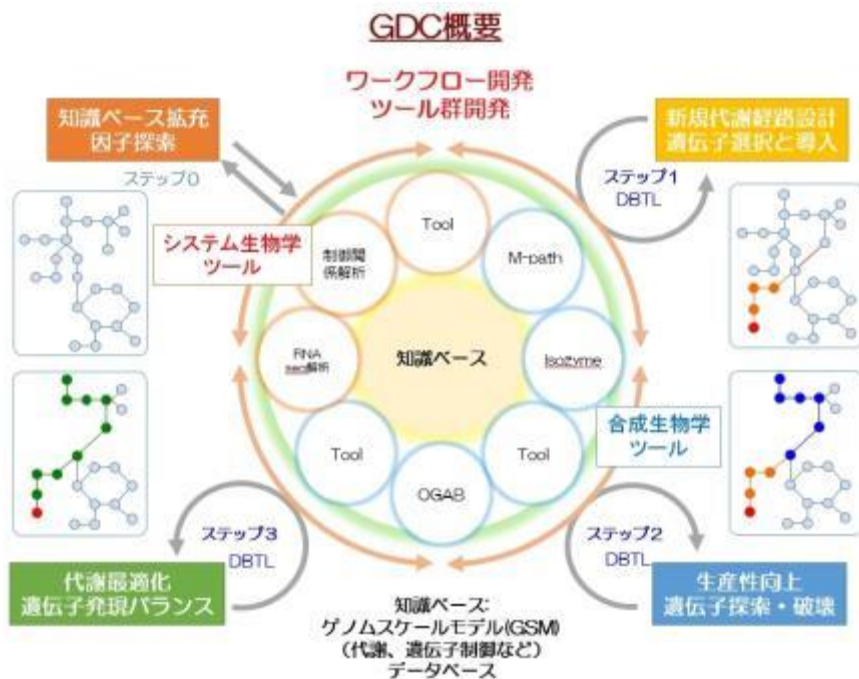 GDC概要
ワークフロー開発
ツール群開発
知識ベース拡充
因子探索
ステップ0
新規代謝経路設計
遺伝子選択と導入
ステップ1
DBTL
システム生物学
ツール
Tool
制御関
係解析
M-path
RNA
seq解析
知識ベース
Isozyme
合成生物学
ツール
Tool
Tool
OGAB
ステップ3
DBTL
ステップ2
DBTL
代謝最適化
遺伝子発現バランス
生産性向上
遺伝子探索・破壊
知識ベース:
ゲノムスケールモデル(GSM)
(代謝、遺伝子制御など)
データベース